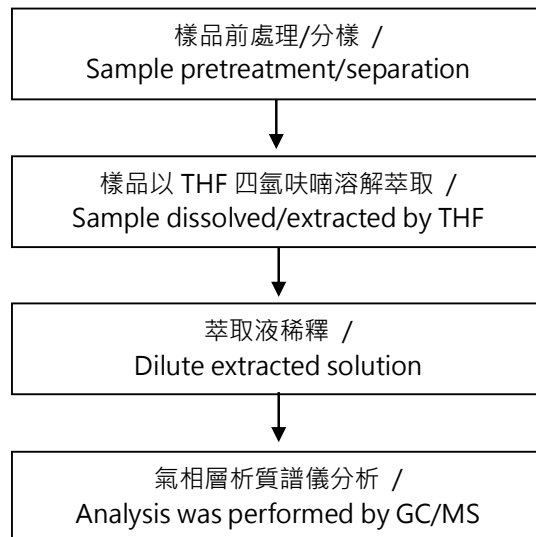 樣品前處理/分樣 /
Sample pretreatment/separation
樣品以 THF 四氫呋喃溶解萃取 /
Sample dissolved/extracted by THF
萃取液稀釋 /
Dilute extracted solution
氣相層析質譜儀分析 /
Analysis was performed by GC/MS